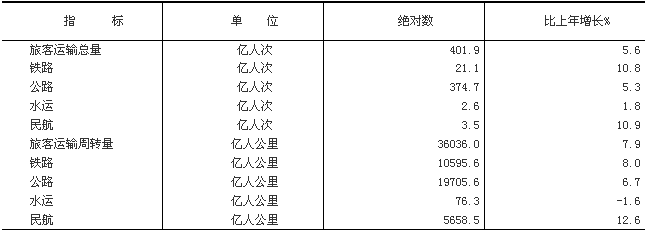 指 标 单 位 绝对数 比上年增长%
旅客运输总量 亿人次 401.9 5.6
铁路 亿人次 21.1 10.8
公路 亿人次 374.7 5.3
水运 亿人次 2.6 1.8
民航 亿人次 3.5 10.9
旅客运输周转量 亿人公里 36036.0 7.9
铁路 亿人公里 10595.6 8.0
公路 亿人公里 19705.6 6.7
水运 亿人公里 76.3 -1.6
民航 亿人公里 5658.5 12.6